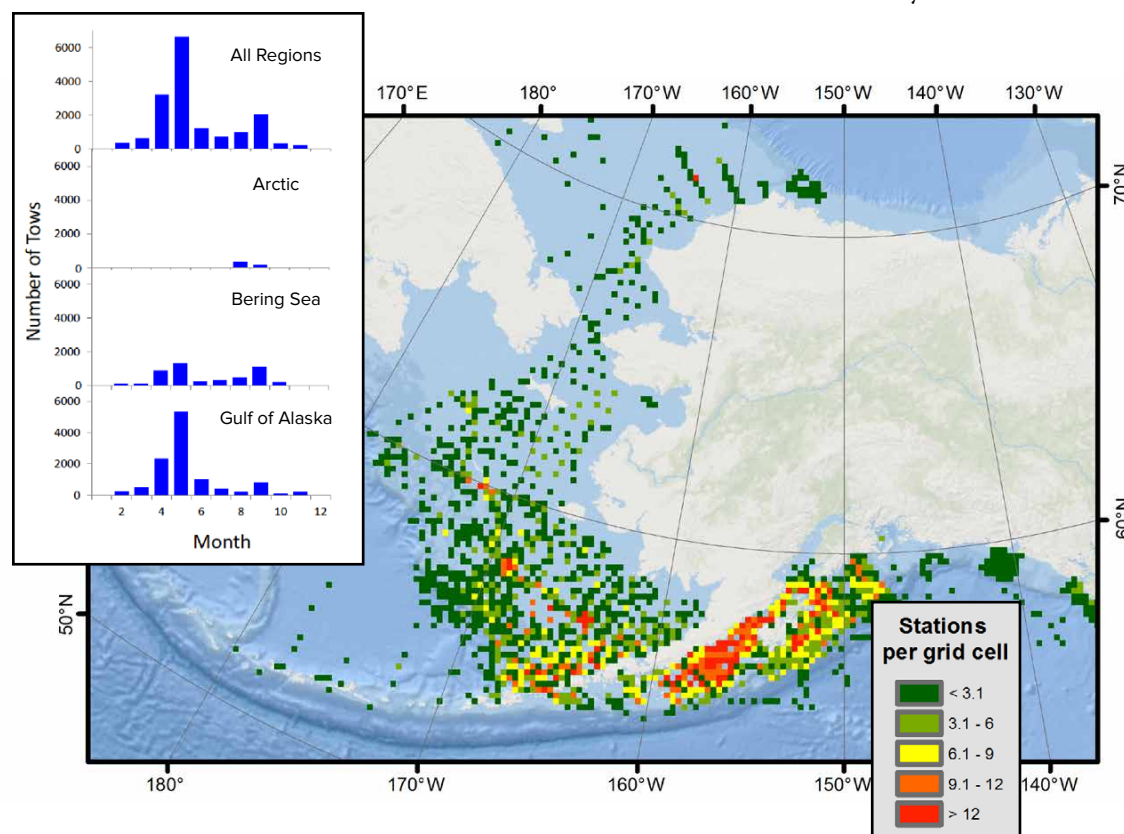 All Regions
6000
4000
2000
0
Arctic
6000
4000
2000
0
Bering Sea
6000
4000
2000
0
Gulf of Alaska
6000
4000
2000
0
2 4 6 8 10 12
Month
Number of Tows
170°E 180° 170°W 160°W 150°W 140°W 130°W
70°N
60°N
50°N
180° 170°W 160°W 150°W 140°W
Stations
per grid cell
< 3.1
3.1 - 6
6.1 - 9
9.1 - 12
> 12